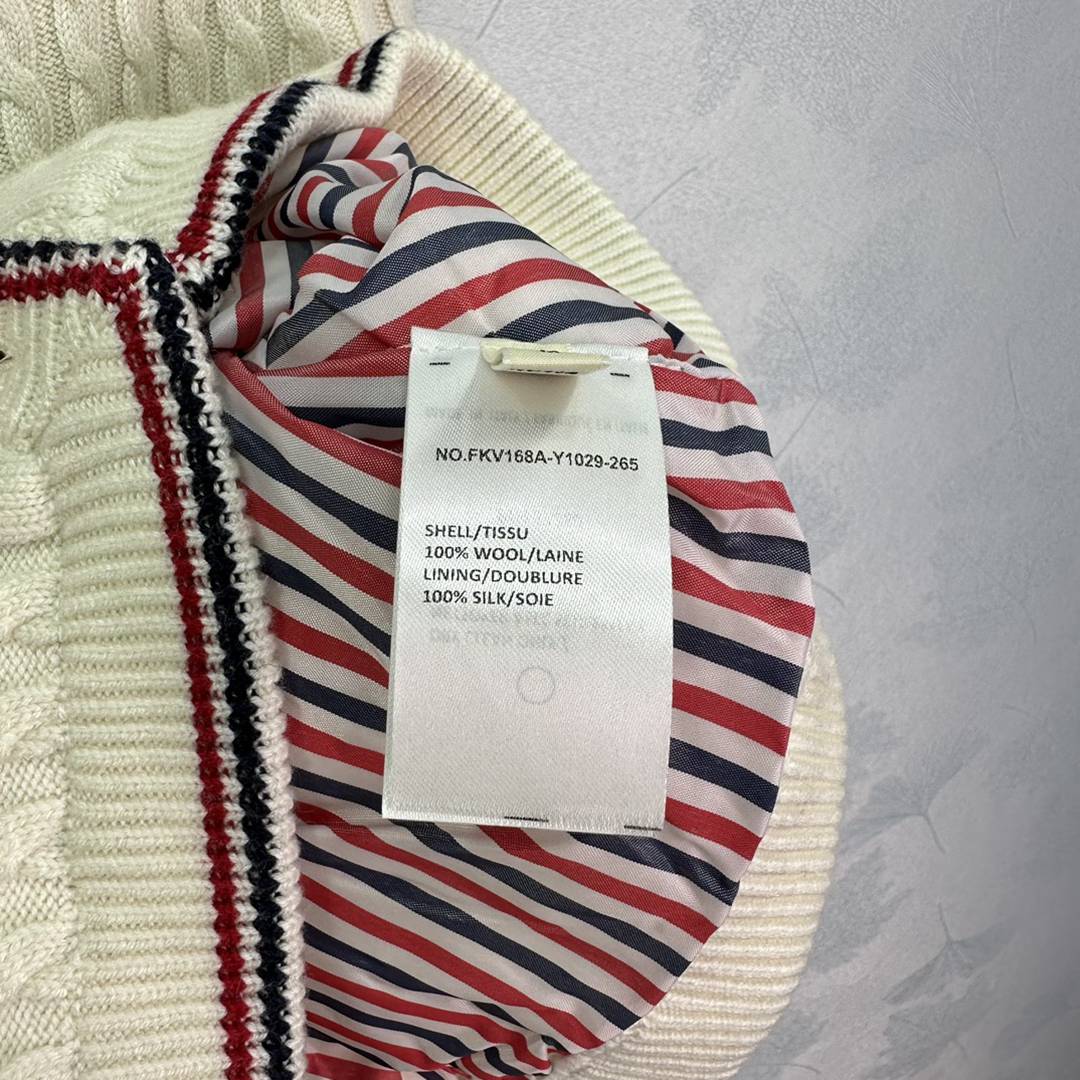 NO.FKV168A-Y1029-265
SHELL/TISSU
100% WOOL/LAINE
LINING/DOUBLURE
100% SILK/SOIE